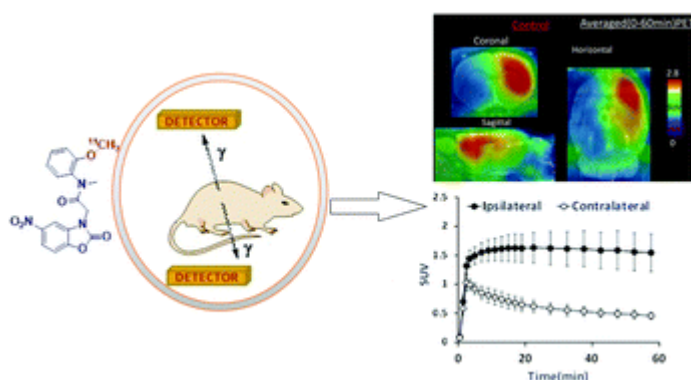 ¹¹CH₃
O
N
O
N
O₂N
O
O
DETECTOR
γ
γ
DETECTOR
Control
Averaged(0-60min)PET
Coronal
Horizontal
Sagittal
2.8
0
Ipsilateral
Contralateral
SUV
2.5
2
1.5
1
0.5
0
0
20
40
60
Time(min)